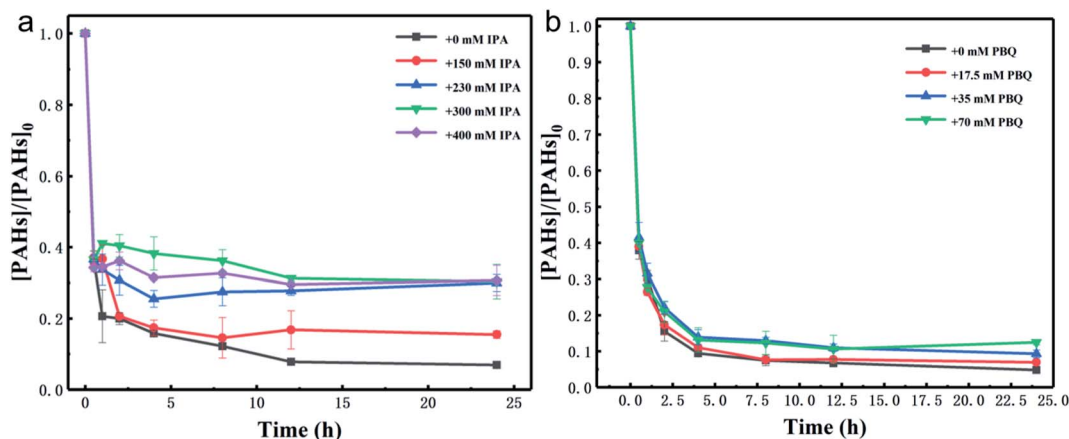 a
[PAHs]/[PAHs]0
1.0
0.8
0.6
0.4
0.2
0.0
+0 mM IPA
+150 mM IPA
+230 mM IPA
+300 mM IPA
+400 mM IPA
0
5
10
15
20
25
Time (h)
b
[PAHs]/[PAHs]0
1.0
0.9
0.8
0.7
0.6
0.5
0.4
0.3
0.2
0.1
0.0
+0 mM PBQ
+17.5 mM PBQ
+35 mM PBQ
+70 mM PBQ
0.0
2.5
5.0
7.5
10.0
12.5
15.0
17.5
20.0
22.5
25.0
Time (h)